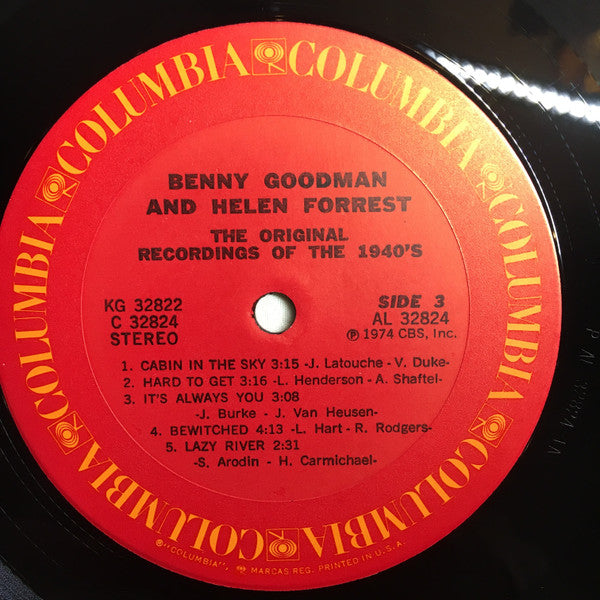 COLUMBIA COLUMBIA COLUMBIA COLUMBIA COLUMBIA COLUMBIA COLUMBIA
BENNY GOODMAN
AND HELEN FORREST
THE ORIGINAL
RECORDINGS OF THE 1940'S
KG 32822
C 32824
STEREO
SIDE 3
AL 32824
Ⓟ 1974 CBS, Inc.
1. CABIN IN THE SKY 3:15 -J. Latouche - V. Duke-
2. HARD TO GET 3:16 -L. Henderson - A. Shaftel-
3. IT'S ALWAYS YOU 3:08
-J. Burke - J. Van Heusen-
4. BEWITCHED 4:13 -L. Hart - R. Rodgers-
5. LAZY RIVER 2:31
-S. Arodin - H. Carmichael-
®"COLUMBIA", MARCAS REG. PRINTED IN U.S.A.